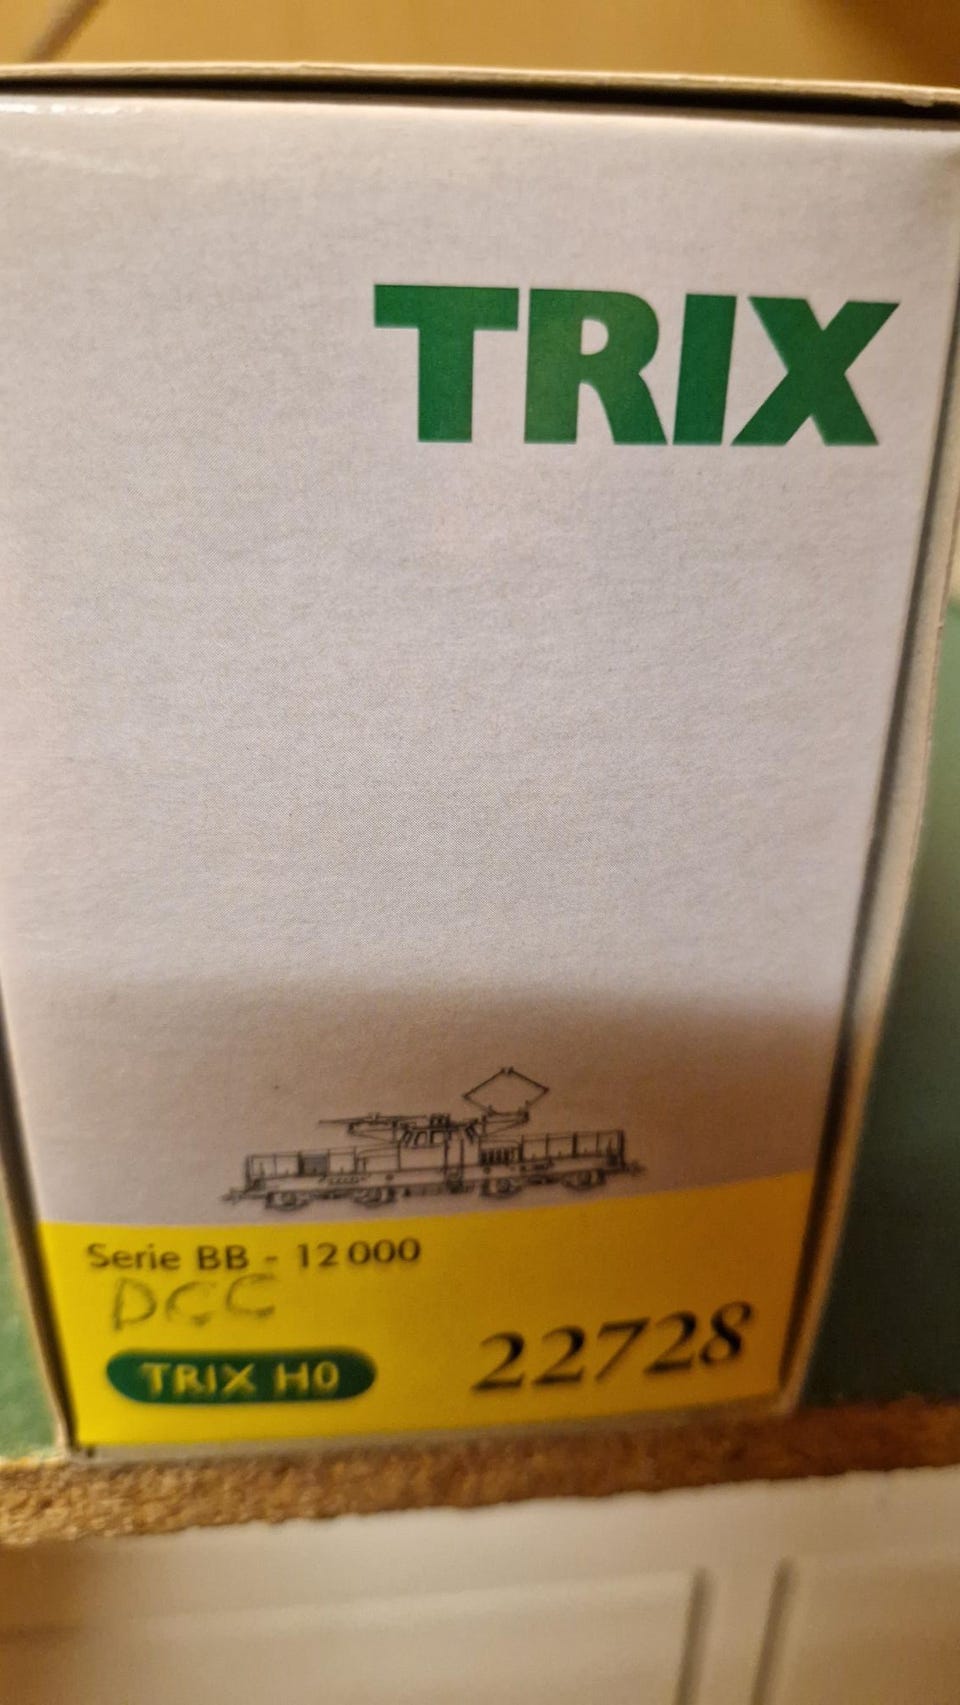 TRIX
Serie BB - 12000
DCC
TRIX H0
22728